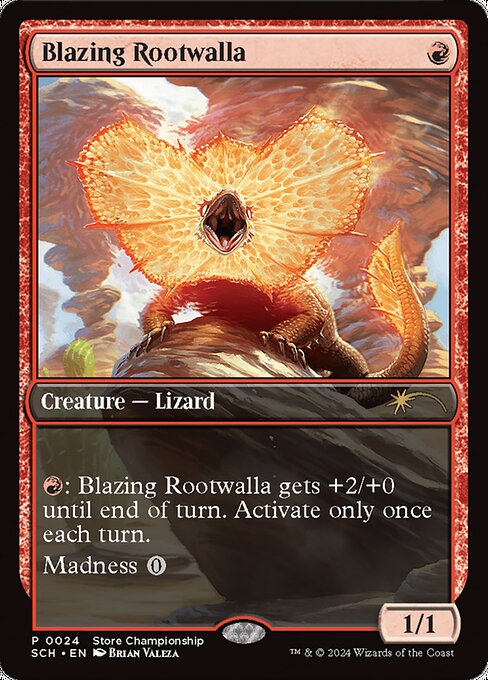 Blazing Rootwalla
Creature — Lizard
: Blazing Rootwalla gets +2/+0
until end of turn. Activate only once
each turn.
Madness 0
1/1
P 0024 Store Championship
SCH • EN Brian Valeza
™ & © 2024 Wizards of the Coast